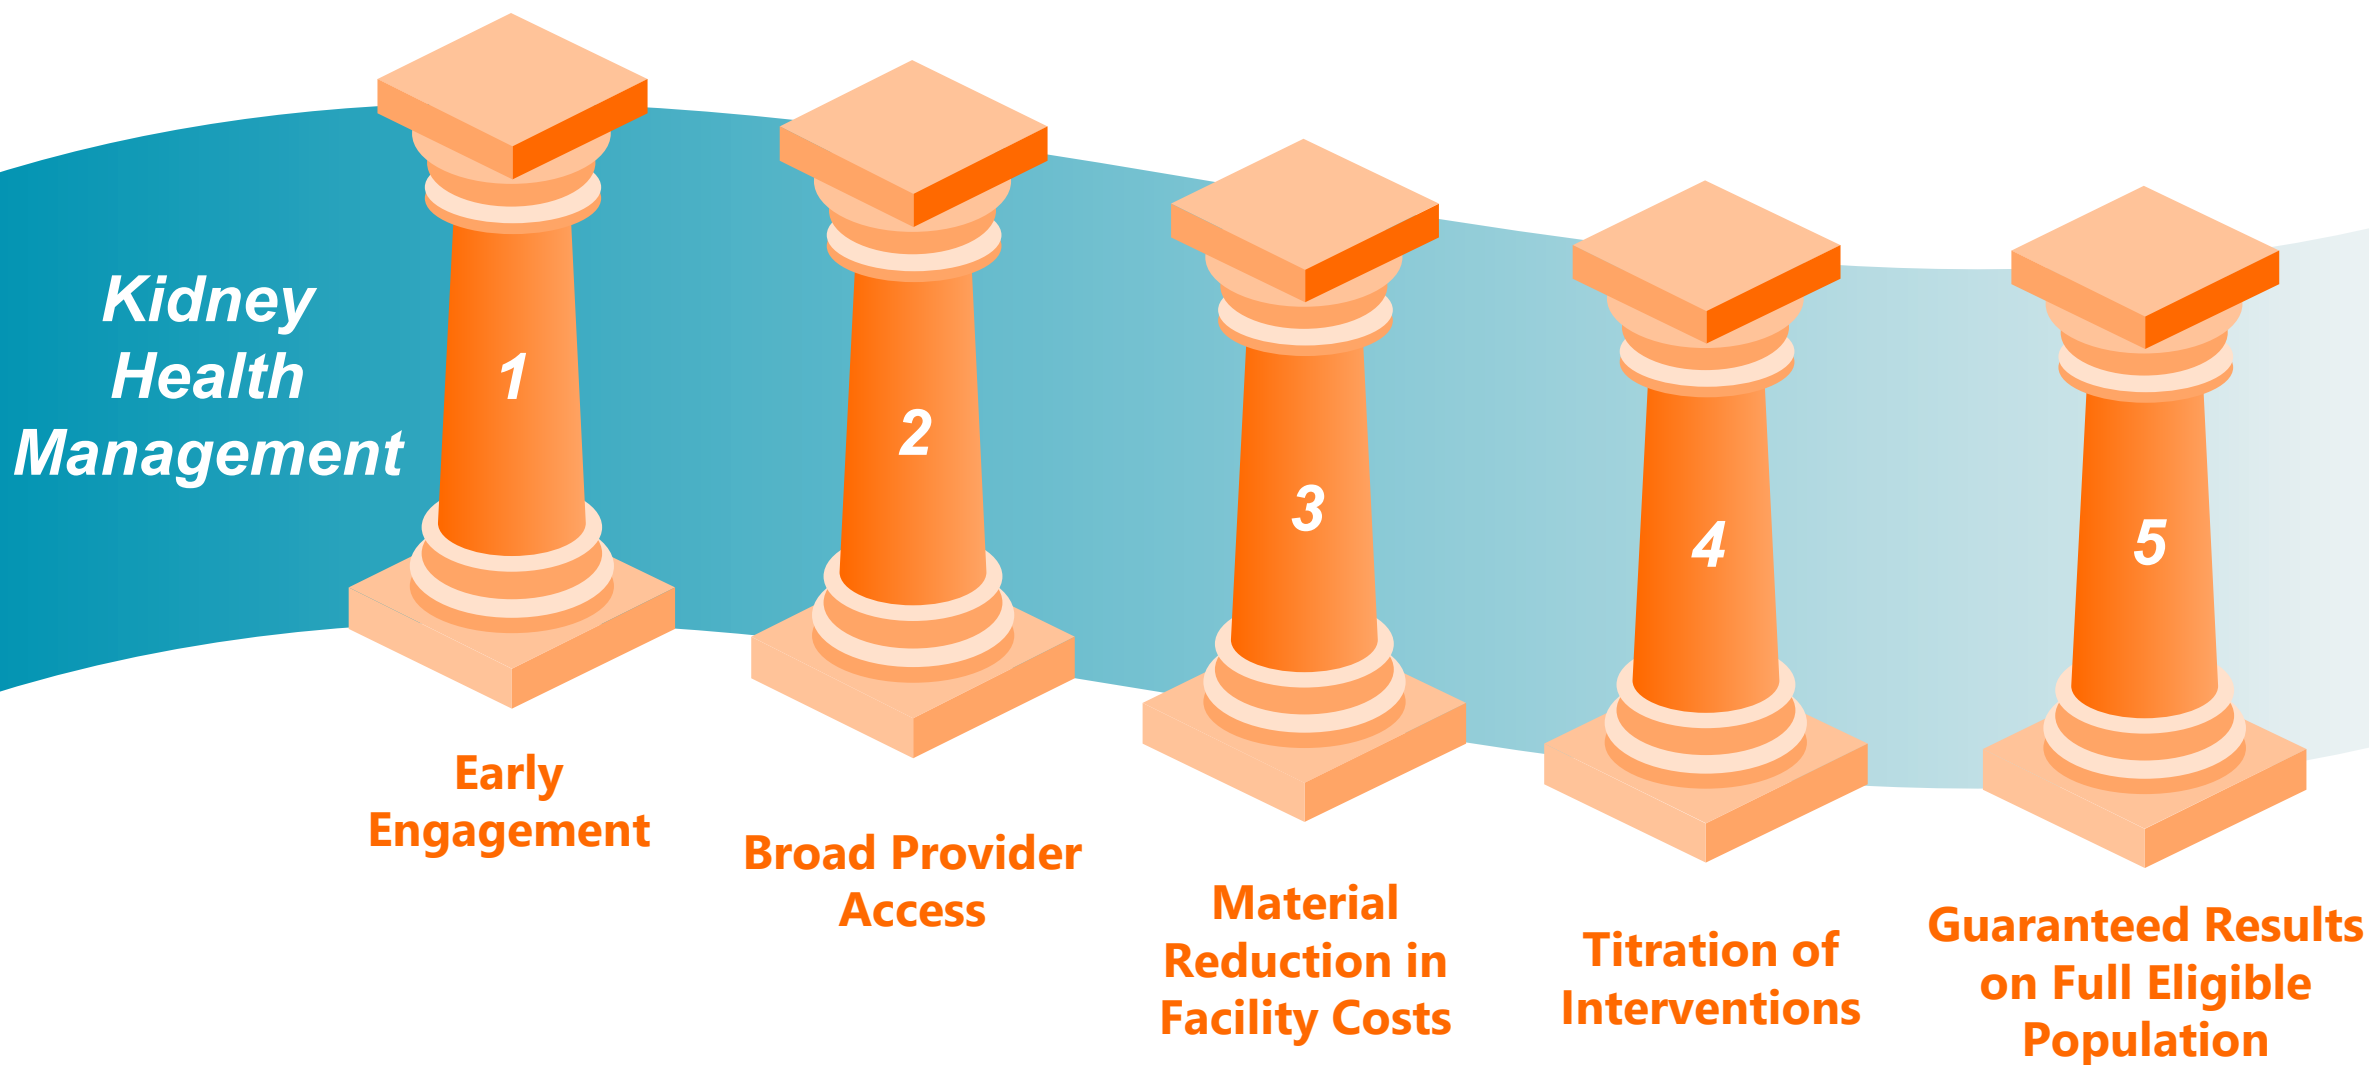 Kidney
Health
Management
1
2
3
4
5
Early
Engagement
Broad Provider
Access
Material
Reduction in
Facility Costs
Titration of
Interventions
Guaranteed Results
on Full Eligible
Population